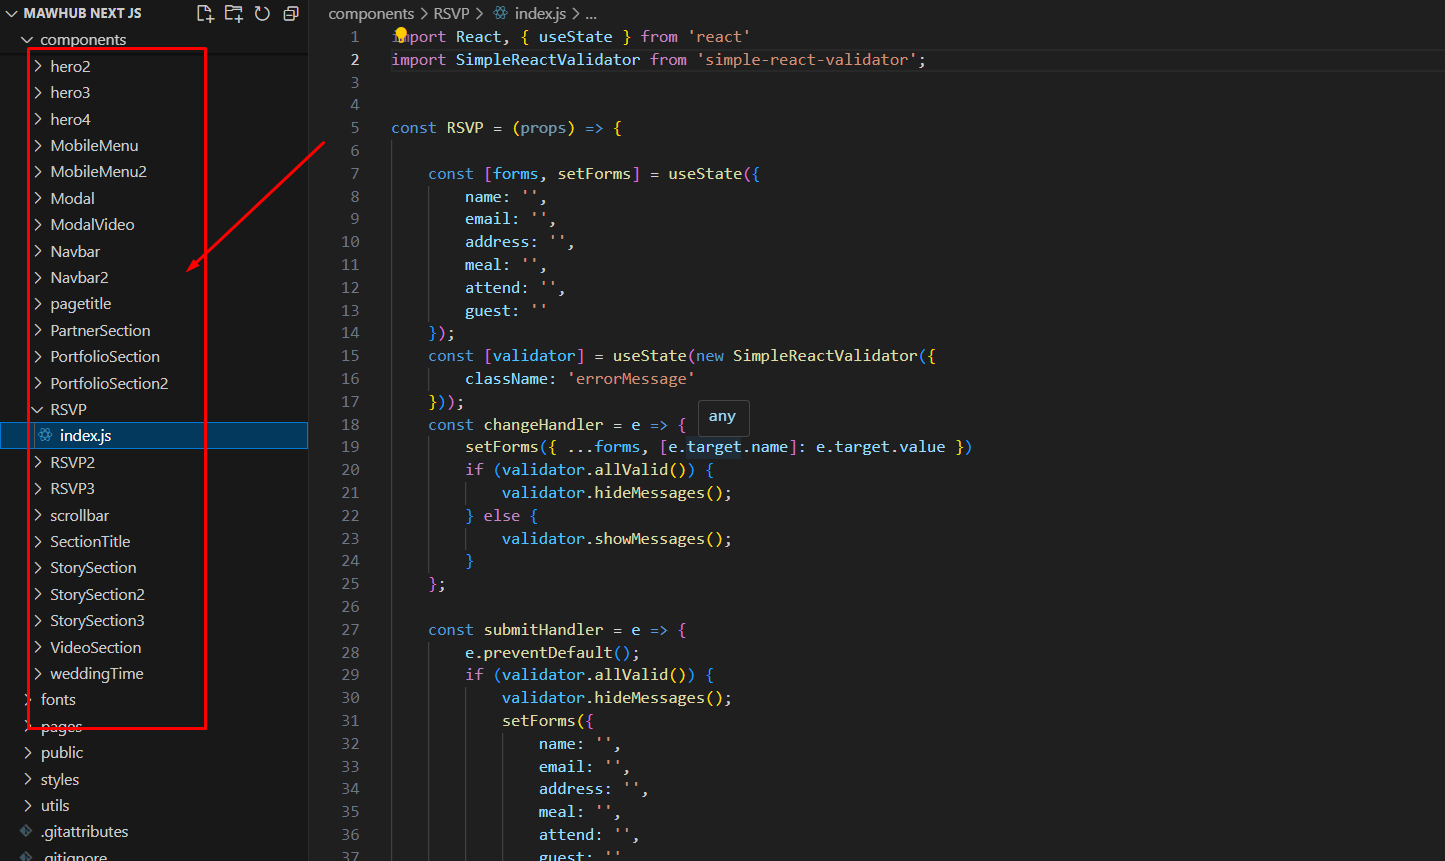 MAWHUB NEXT JS
components
hero2
hero3
hero4
MobileMenu
MobileMenu2
Modal
ModalVideo
Navbar
Navbar2
pagetitle
PartnerSection
PortfolioSection
PortfolioSection2
RSVP
index.js
RSVP2
RSVP3
scrollbar
SectionTitle
StorySection
StorySection2
StorySection3
VideoSection
weddingTime
fonts
pages
public
styles
utils
.gitattributes
.gitignore
components > RSVP > index.js > ...
1 import React, { useState } from 'react'
2 import SimpleReactValidator from 'simple-react-validator';
3
4
5 const RSVP = (props) => {
6
7 const [forms, setForms] = useState({
8 name: '',
9 email: '',
10 address: '',
11 meal: '',
12 attend: '',
13 guest: ''
14 });
15 const [validator] = useState(new SimpleReactValidator({
16 className: 'errorMessage'
17 }));
18 const changeHandler = e => {
any
19 setForms({ ...forms, [e.target.name]: e.target.value })
20 if (validator.allValid()) {
21 validator.hideMessages();
22 } else {
23 validator.showMessages();
24 }
25 };
26
27 const submitHandler = e => {
28 e.preventDefault();
29 if (validator.allValid()) {
30 validator.hideMessages();
31 setForms({
32 name: '',
33 email: '',
34 address: '',
35 meal: '',
36 attend: '',
37 guest: ''